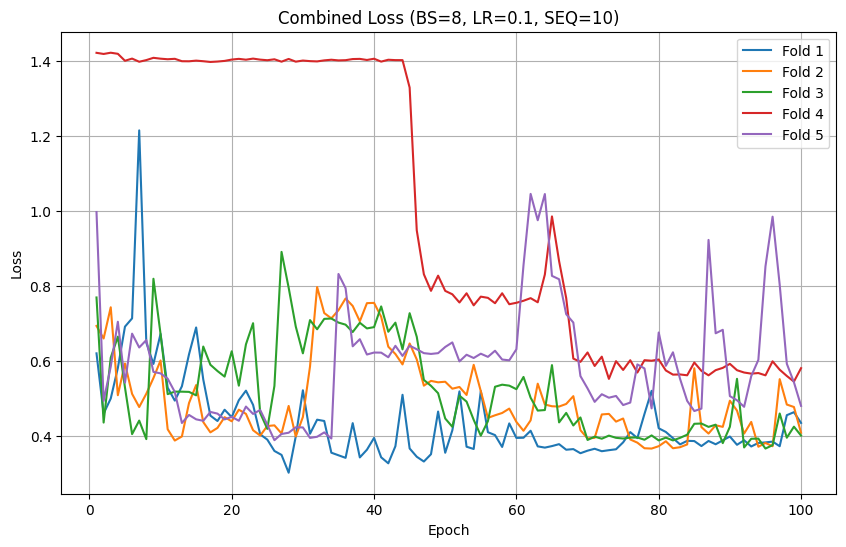 Combined Loss (BS=8, LR=0.1, SEQ=10)
Fold 1
Fold 2
Fold 3
Fold 4
Fold 5
Loss
1.4
1.2
1.0
0.8
0.6
0.4
0 20 40 60 80 100
Epoch